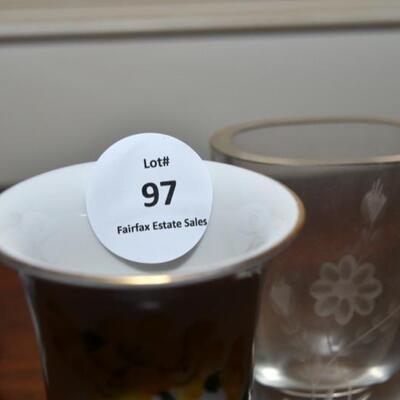 Lot#
97
Fairfax Estate Sales